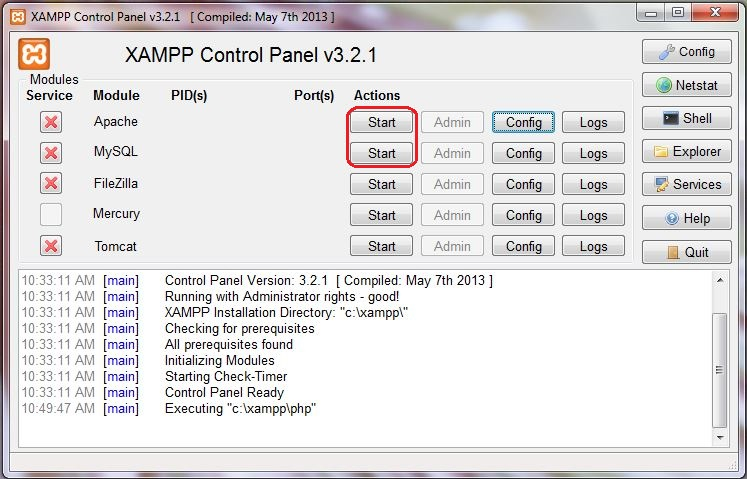 XAMPP Control Panel v3.2.1 [ Compiled: May 7th 2013 ]
XAMPP Control Panel v3.2.1
Config
Modules
Service Module PID(s) Port(s) Actions
Netstat
Apache Start Admin Config Logs
Shell
MySQL Start Admin Config Logs
Explorer
FileZilla Start Admin Config Logs
Services
Mercury Start Admin Config Logs
Help
Tomcat Start Admin Config Logs
Quit
10:33:11 AM [main] Control Panel Version: 3.2.1 [ Compiled: May 7th 2013 ]
10:33:11 AM [main] Running with Administrator rights - good!
10:33:11 AM [main] XAMPP Installation Directory: "c:\xampp\"
10:33:11 AM [main] Checking for prerequisites
10:33:11 AM [main] All prerequisites found
10:33:11 AM [main] Initializing Modules
10:33:11 AM [main] Starting Check-Timer
10:33:11 AM [main] Control Panel Ready
10:49:47 AM [main] Executing "c:\xampp\php"